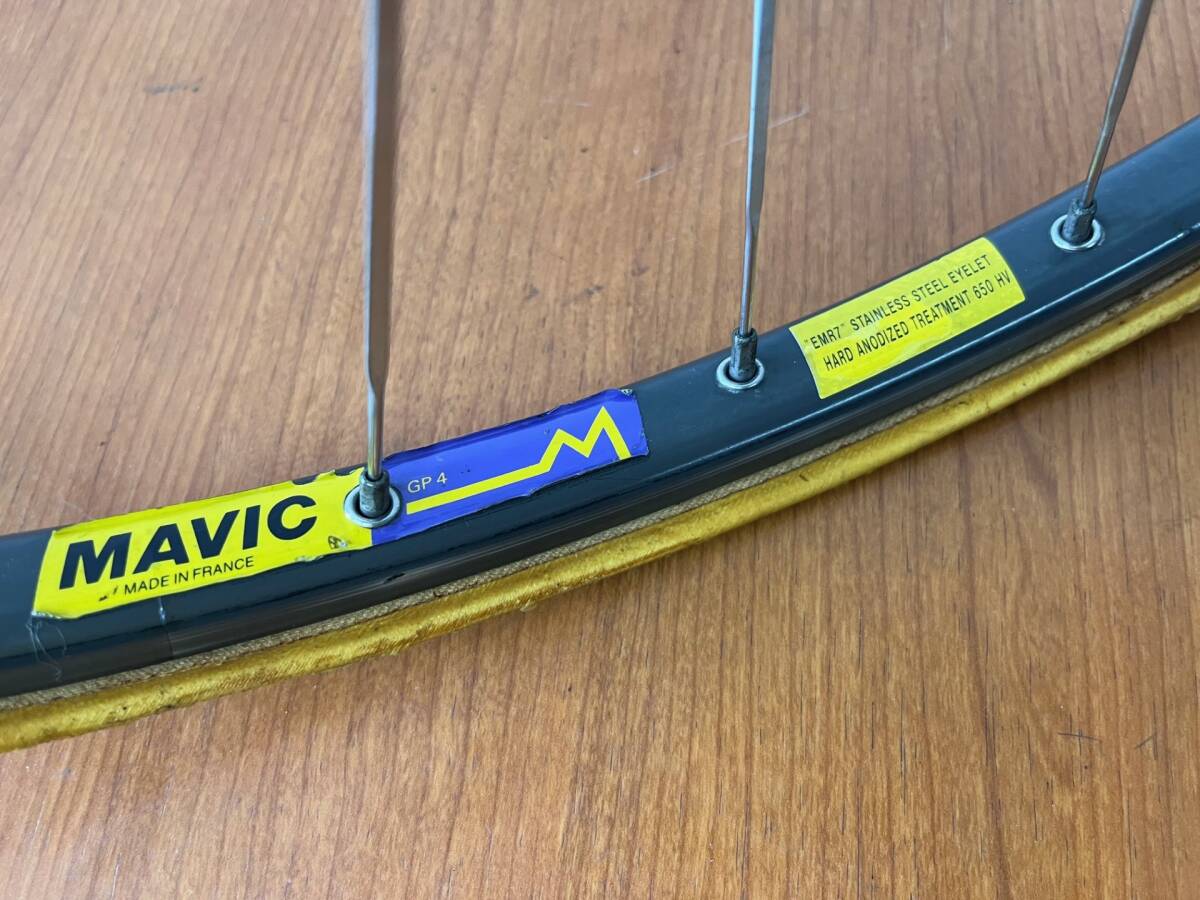 MAVIC
MADE IN FRANCE
GP 4
"EMR7" STAINLESS STEEL EYELET
HARD ANODIZED TREATMENT 650 HV